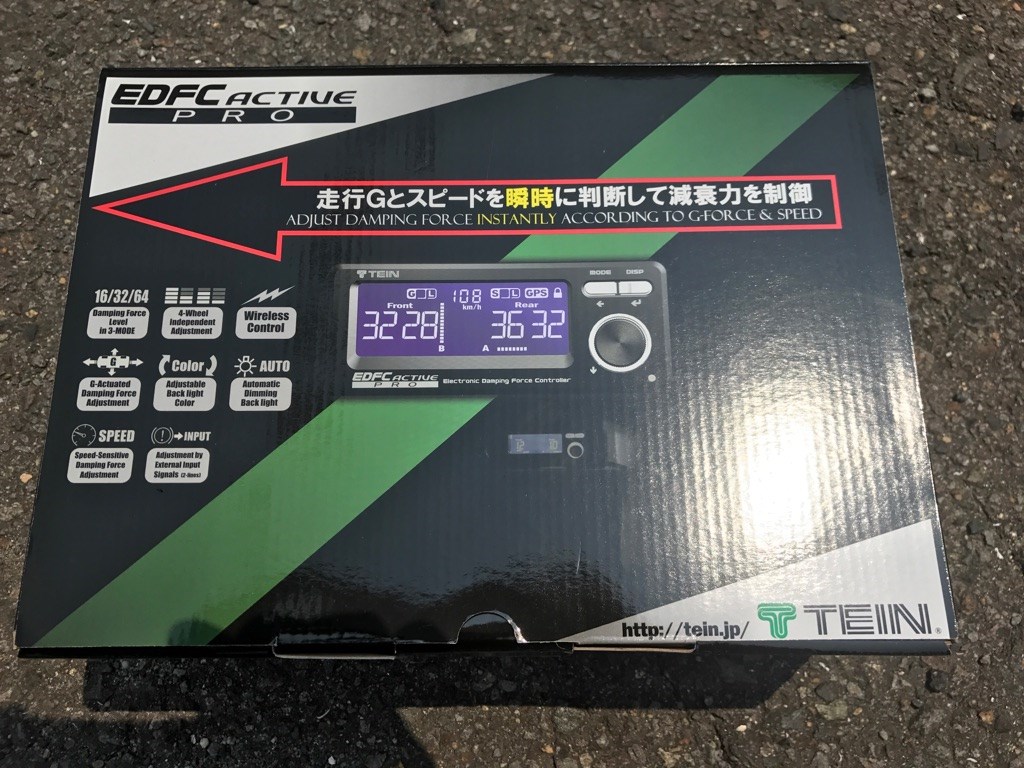 EDFC ACTIVE
PRO
走行Gとスピードを瞬時に判断して減衰力を制御
ADJUST DAMPING FORCE INSTANTLY ACCORDING TO G-FORCE & SPEED
TEIN
MODE DISP
G L 108 km/h S L GPS
Front Rear
32 28 36 32
B A
EDFC ACTIVE
PRO
Electronic Damping Force Controller
16/32/64
Damping Force
Level
in 3-MODE
4-Wheel
Independent
Adjustment
Wireless
Control
G
G-Actuated
Damping Force
Adjustment
Color
Adjustable
Back light
Color
AUTO
Automatic
Dimming
Back light
SPEED
Speed-Sensitive
Damping Force
Adjustment
INPUT
Adjustment by
External Input
Signals (2-lines)
http://tein.jp/
TEIN®